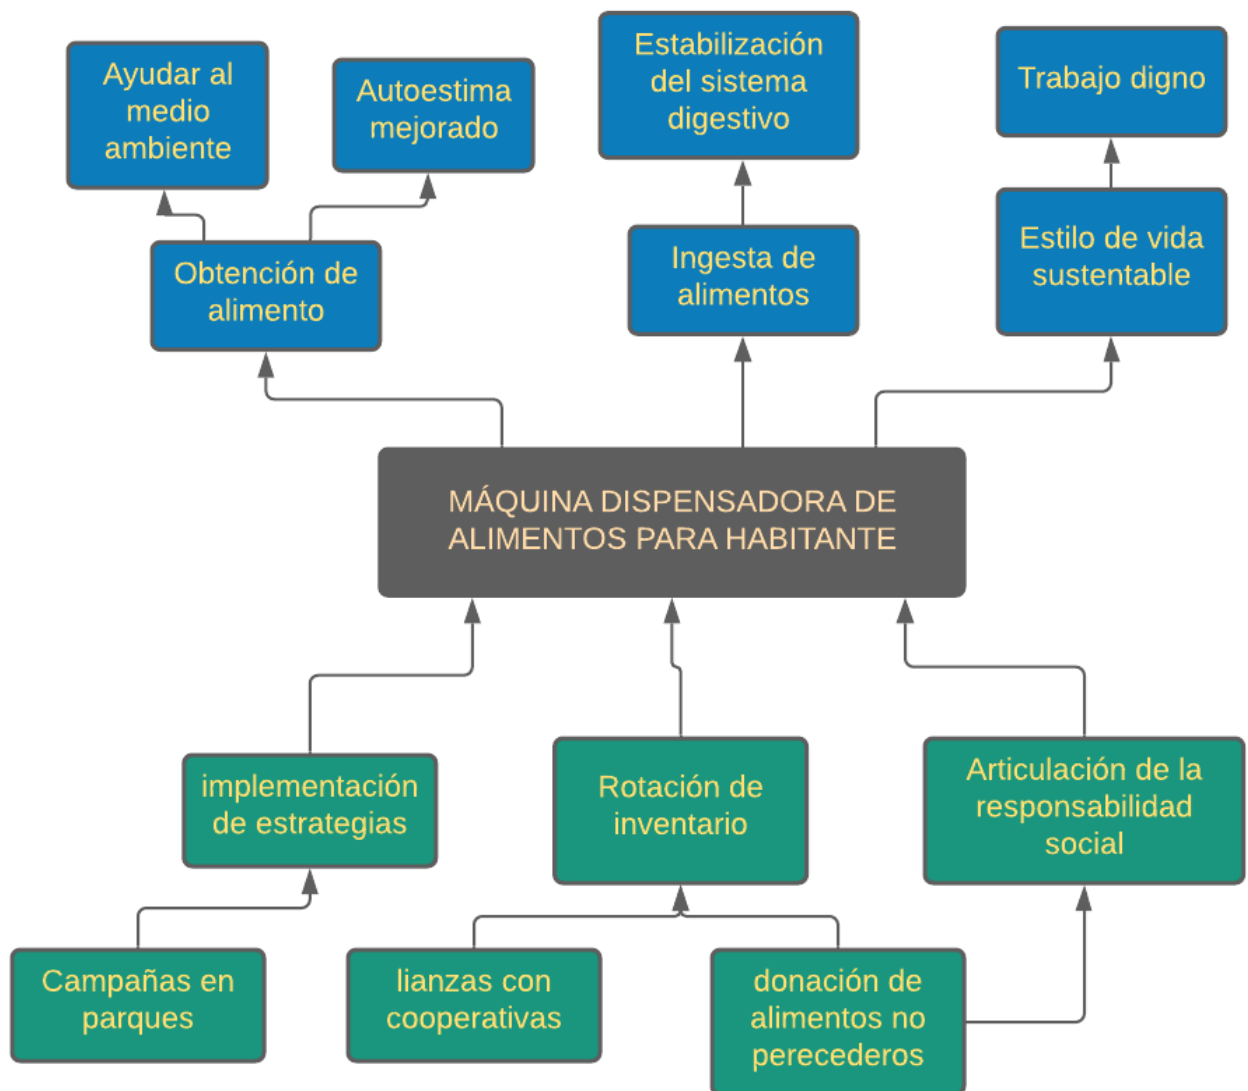 Ayudar al
medio
ambiente
Autoestima
mejorado
Estabilización
del sistema
digestivo
Trabajo digno
Obtención de
alimento
Ingesta de
alimentos
Estilo de vida
sustentable
MÁQUINA DISPENSADORA DE
ALIMENTOS PARA HABITANTE
implementación
de estrategias
Rotación de
inventario
Articulación de la
responsabilidad
social
Campañas en
parques
lianzas con
cooperativas
donación de
alimentos no
perecederos